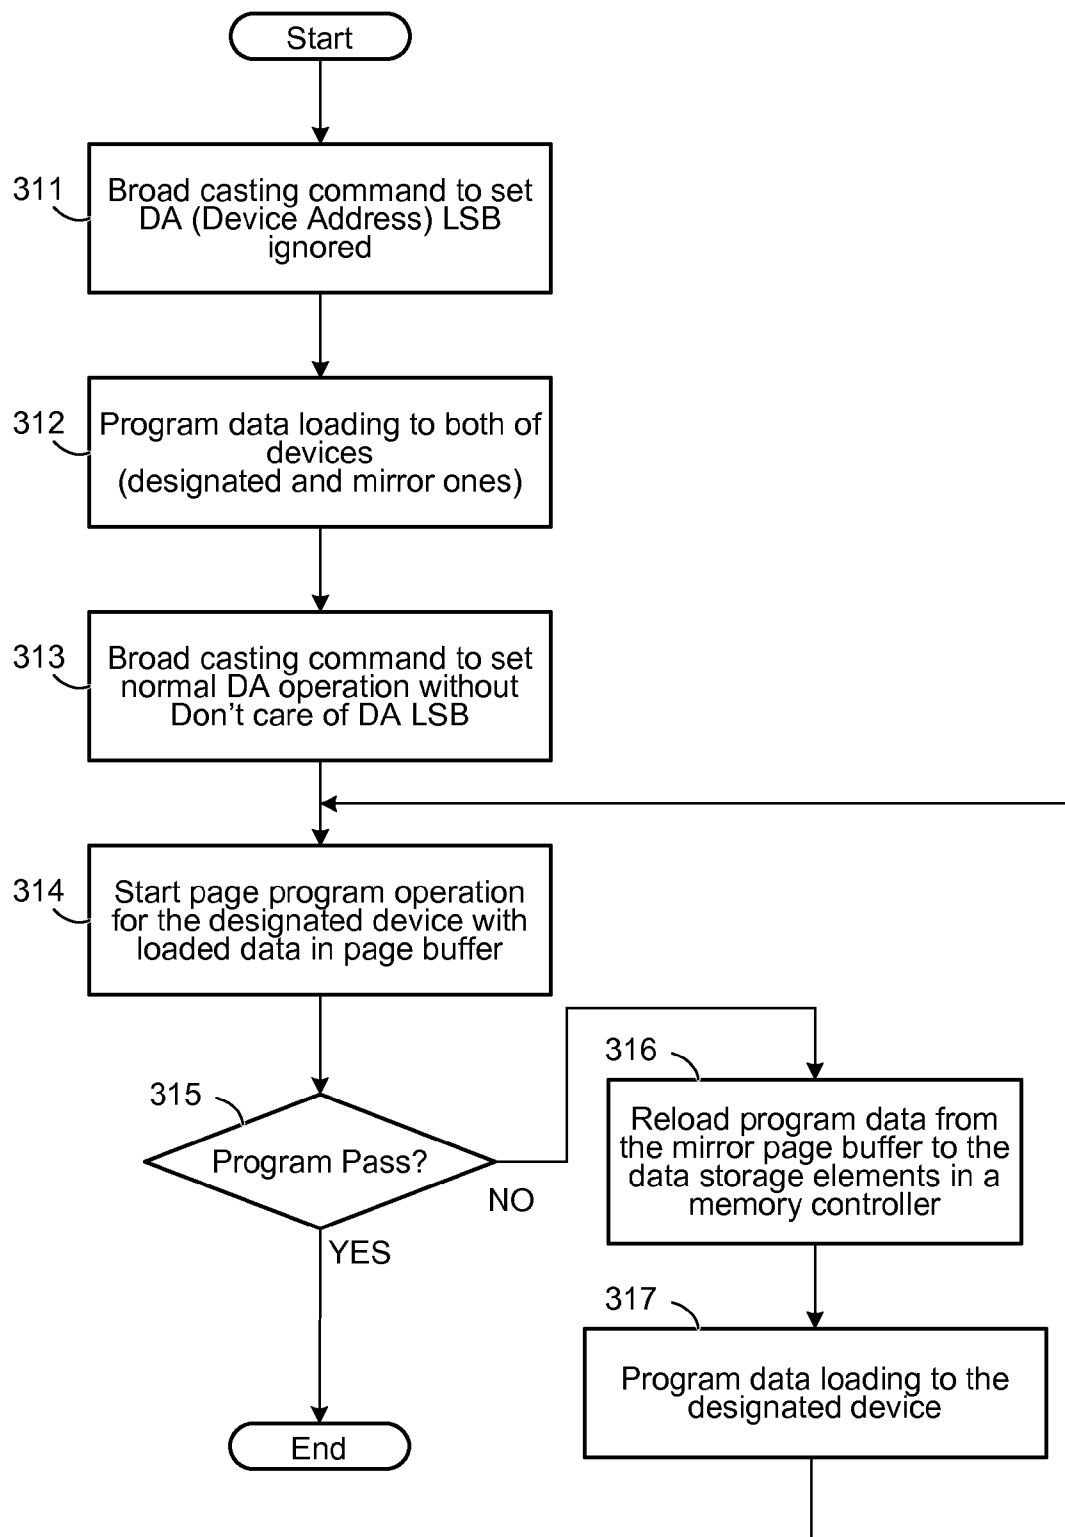 Start
311
Broad casting command to set
DA (Device Address) LSB
ignored
312
Program data loading to both of
devices
(designated and mirror ones)
313
Broad casting command to set
normal DA operation without
Don't care of DA LSB
314
Start page program operation
for the designated device with
loaded data in page buffer
315
Program Pass?
NO
YES
316
Reload program data from
the mirror page buffer to the
data storage elements in a
memory controller
317
Program data loading to the
designated device
End